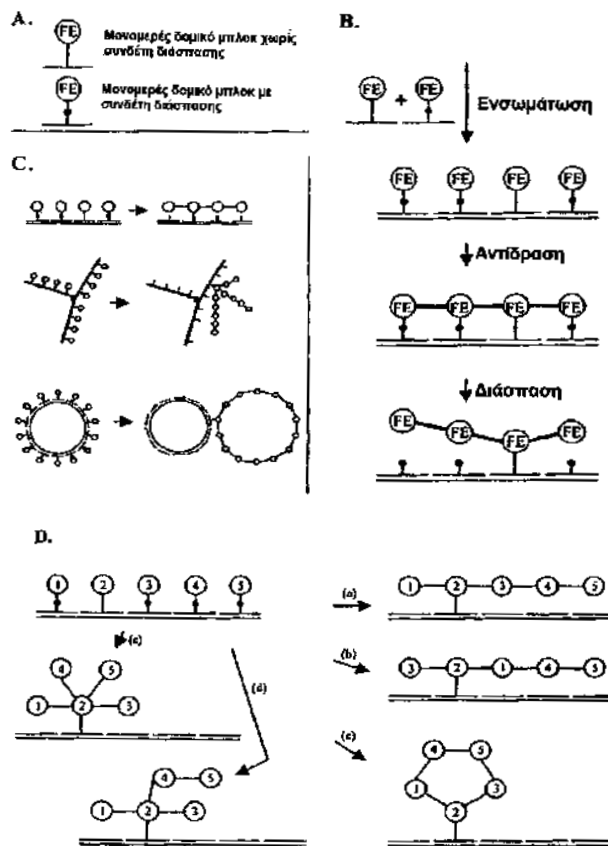 A.
FE
Μονομερές δομικό μπλοκ χωρίς
συνδέτη διάσπασης
FE
Μονομερές δομικό μπλοκ με
συνδέτη διάσπασης
B.
FE + FE
Ενσωμάτωση
FE FE FE FE
Αντίδραση
FE FE FE FE
Διάσπαση
FE FE FE FE
C.
D.
1 2 3 4 5
(a)
1 2 3 4 5
(b)
3 2 1 4 5
(c)
4 5
1 3
2
(c)
4 5
1 2 3
(d)
4 5
1 2 3